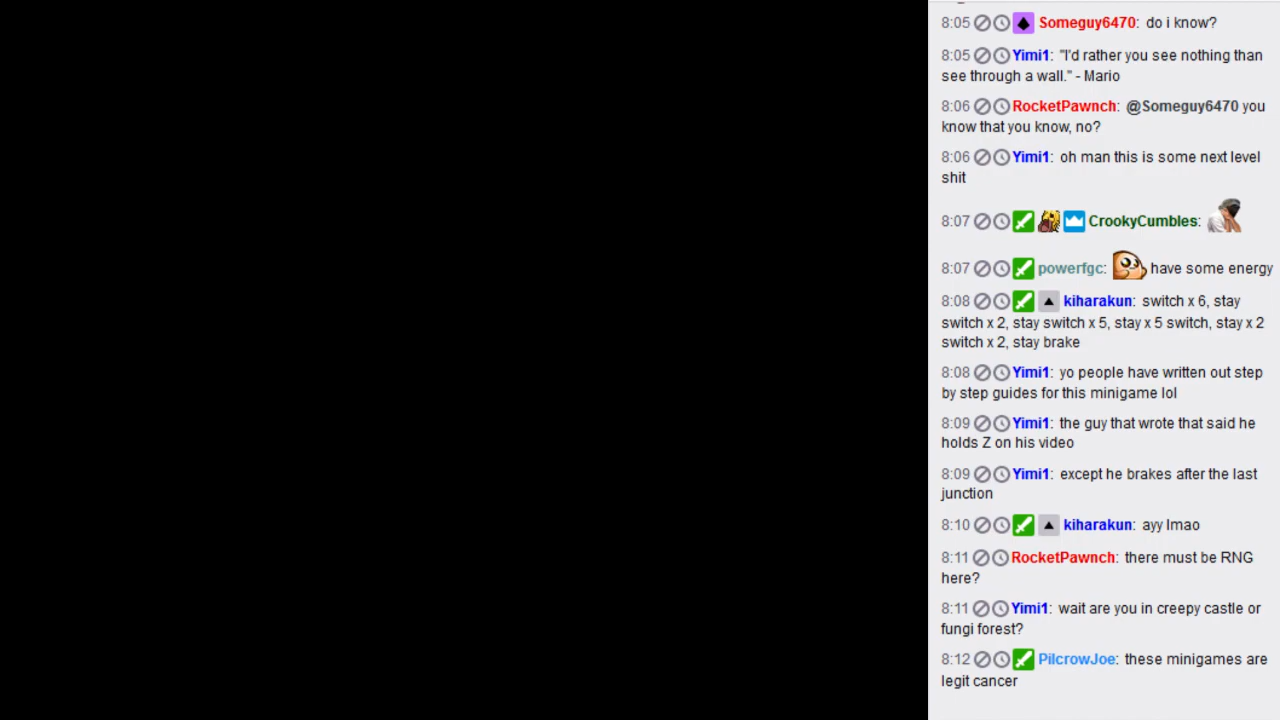 8:05 Someguy6470: do i know?
8:05 Yimi1: "I'd rather you see nothing than
see through a wall." - Mario
8:06 RocketPawnch: @Someguy6470 you
know that you know, no?
8:06 Yimi1: oh man this is some next level
shit
8:07 CrookyCumbles:
8:07 powerfgc: have some energy
8:08 kiharakun: switch x 6, stay
switch x 2, stay switch x 5, stay x 5 switch, stay x 2
switch x 2, stay brake
8:08 Yimi1: yo people have written out step
by step guides for this minigame lol
8:09 Yimi1: the guy that wrote that said he
holds Z on his video
8:09 Yimi1: except he brakes after the last
junction
8:10 kiharakun: ayy lmao
8:11 RocketPawnch: there must be RNG
here?
8:11 Yimi1: wait are you in creepy castle or
fungi forest?
8:12 PilcrowJoe: these minigames are
legit cancer